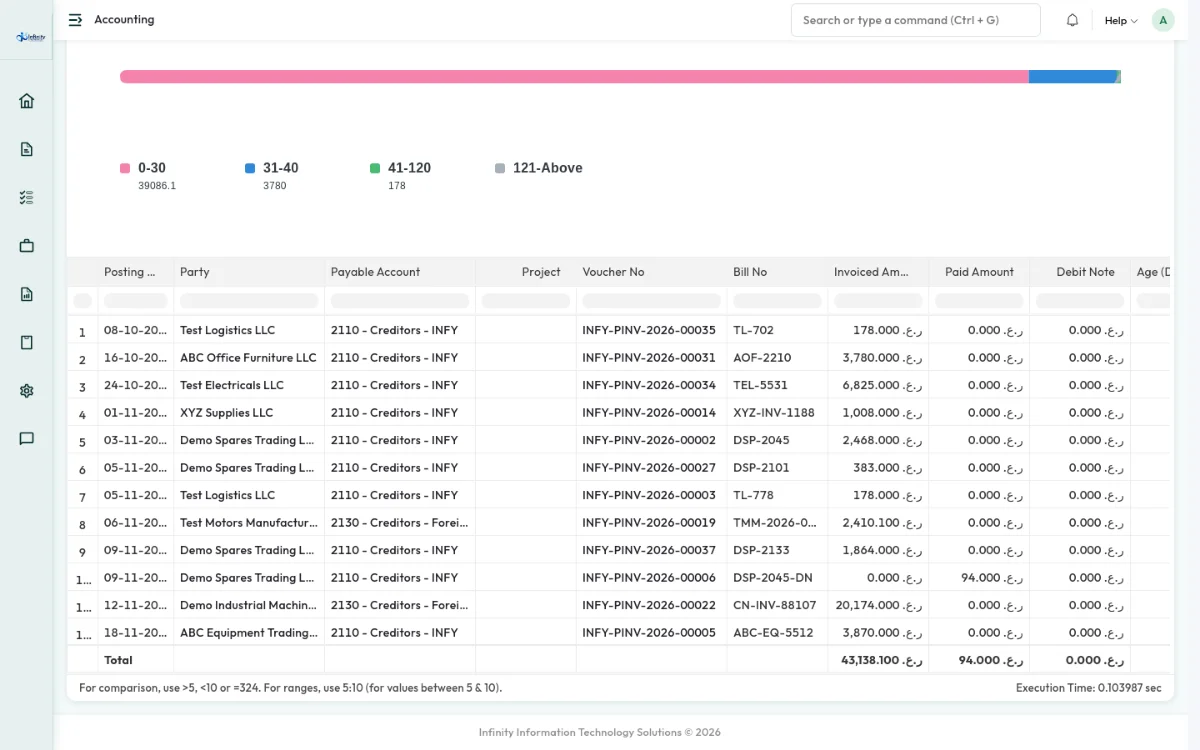 Infinity
Accounting
Search or type a command (Ctrl + G)
Help
A
0-30
31-40
41-120
121-Above
39086.1
3780
178
Posting ... Party Payable Account Project Voucher No Bill No Invoiced Am... Paid Amount Debit Note Age (D
1 08-10-20... Test Logistics LLC 2110 - Creditors - INFY INFY-PINV-2026-00035 TL-702 178.000 ر.ع. 0.000 ر.ع. 0.000 ر.ع.
2 16-10-20... ABC Office Furniture LLC 2110 - Creditors - INFY INFY-PINV-2026-00031 AOF-2210 3,780.000 ر.ع. 0.000 ر.ع. 0.000 ر.ع.
3 24-10-20... Test Electricals LLC 2110 - Creditors - INFY INFY-PINV-2026-00034 TEL-5531 6,825.000 ر.ع. 0.000 ر.ع. 0.000 ر.ع.
4 01-11-20... XYZ Supplies LLC 2110 - Creditors - INFY INFY-PINV-2026-00014 XYZ-INV-1188 1,008.000 ر.ع. 0.000 ر.ع. 0.000 ر.ع.
5 03-11-20... Demo Spares Trading L... 2110 - Creditors - INFY INFY-PINV-2026-00002 DSP-2045 2,468.000 ر.ع. 0.000 ر.ع. 0.000 ر.ع.
6 05-11-20... Demo Spares Trading L... 2110 - Creditors - INFY INFY-PINV-2026-00027 DSP-2101 383.000 ر.ع. 0.000 ر.ع. 0.000 ر.ع.
7 05-11-20... Test Logistics LLC 2110 - Creditors - INFY INFY-PINV-2026-00003 TL-778 178.000 ر.ع. 0.000 ر.ع. 0.000 ر.ع.
8 06-11-20... Test Motors Manufactur... 2130 - Creditors - Forei... INFY-PINV-2026-00019 TMM-2026-0... 2,410.100 ر.ع. 0.000 ر.ع. 0.000 ر.ع.
9 09-11-20... Demo Spares Trading L... 2110 - Creditors - INFY INFY-PINV-2026-00037 DSP-2133 1,864.000 ر.ع. 0.000 ر.ع. 0.000 ر.ع.
1... 09-11-20... Demo Spares Trading L... 2110 - Creditors - INFY INFY-PINV-2026-00006 DSP-2045-DN 0.000 ر.ع. 94.000 ر.ع. 0.000 ر.ع.
1... 12-11-20... Demo Industrial Machin... 2130 - Creditors - Forei... INFY-PINV-2026-00022 CN-INV-88107 20,174.000 ر.ع. 0.000 ر.ع. 0.000 ر.ع.
1... 18-11-20... ABC Equipment Trading... 2110 - Creditors - INFY INFY-PINV-2026-00005 ABC-EQ-5512 3,870.000 ر.ع. 0.000 ر.ع. 0.000 ر.ع.
Total 43,138.100 ر.ع. 94.000 ر.ع. 0.000 ر.ع.
For comparison, use >5, <10 or =324. For ranges, use 5:10 (for values between 5 & 10). Execution Time: 0.103987 sec
Infinity Information Technology Solutions © 2026